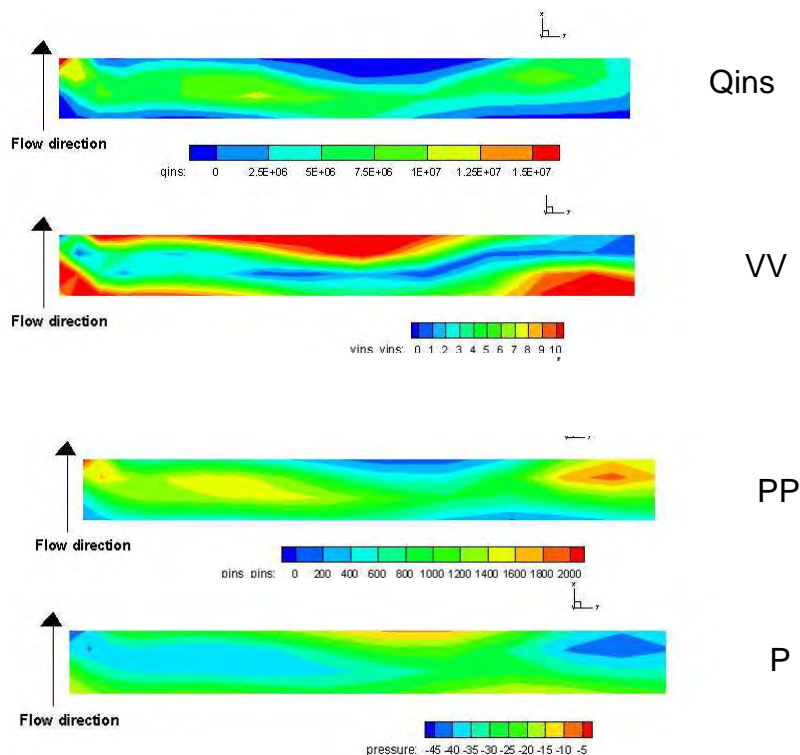 x
y
Qins
Flow direction
qins: 0 2.5E+06 5E+06 7.5E+06 1E+07 1.25E+07 1.5E+07
y
VV
Flow direction
vins vins: 0 1 2 3 4 5 6 7 8 9 10
PP
Flow direction
pins pins: 0 200 400 600 800 1000 1200 1400 1600 1800 2000
x
y
P
Flow direction
pressure: -45 -40 -35 -30 -25 -20 -15 -10 -5